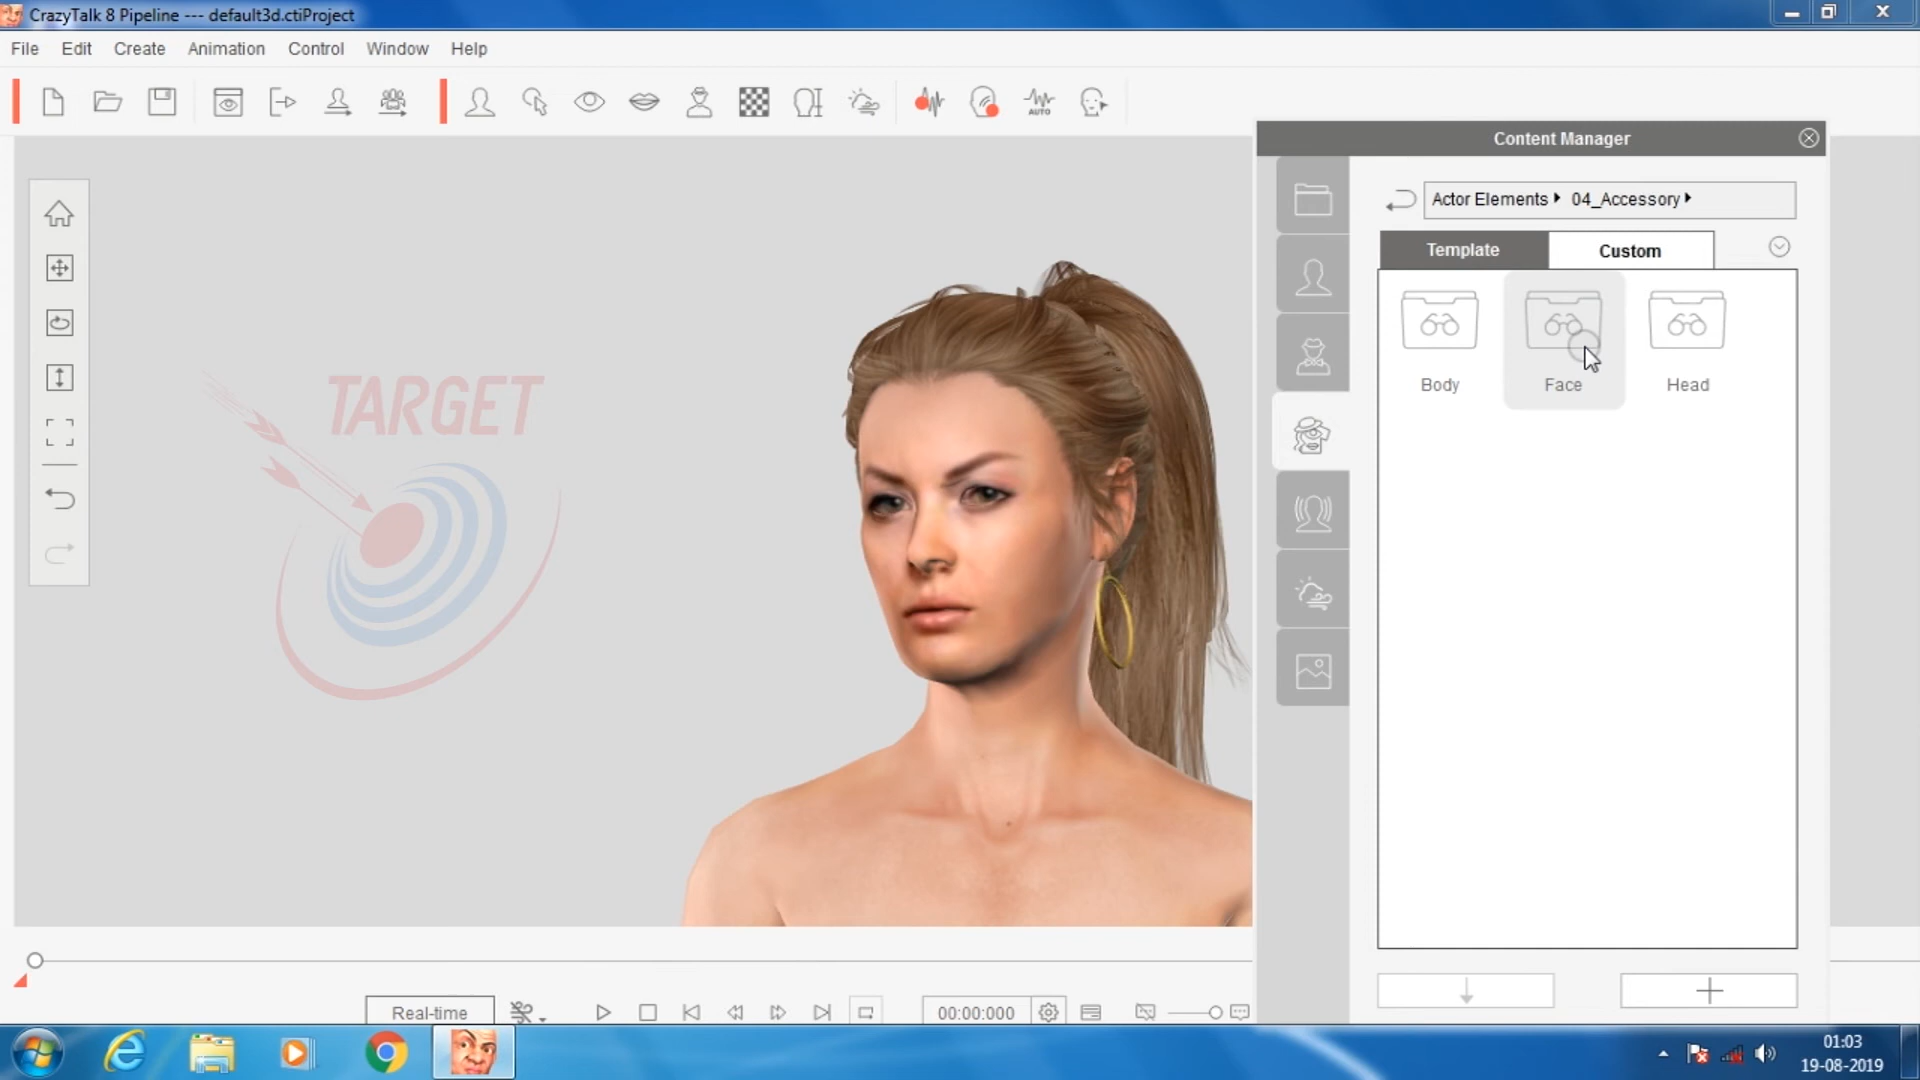 CrazyTalk 8 Pipeline --- default3d.ctiProject
File Edit Create Animation Control Window Help
AUTO
Content Manager
Actor Elements 04_Accessory
Template Custom
Body Face Head
TARGET
Real-time 00:00:000
01:03
19-08-2019